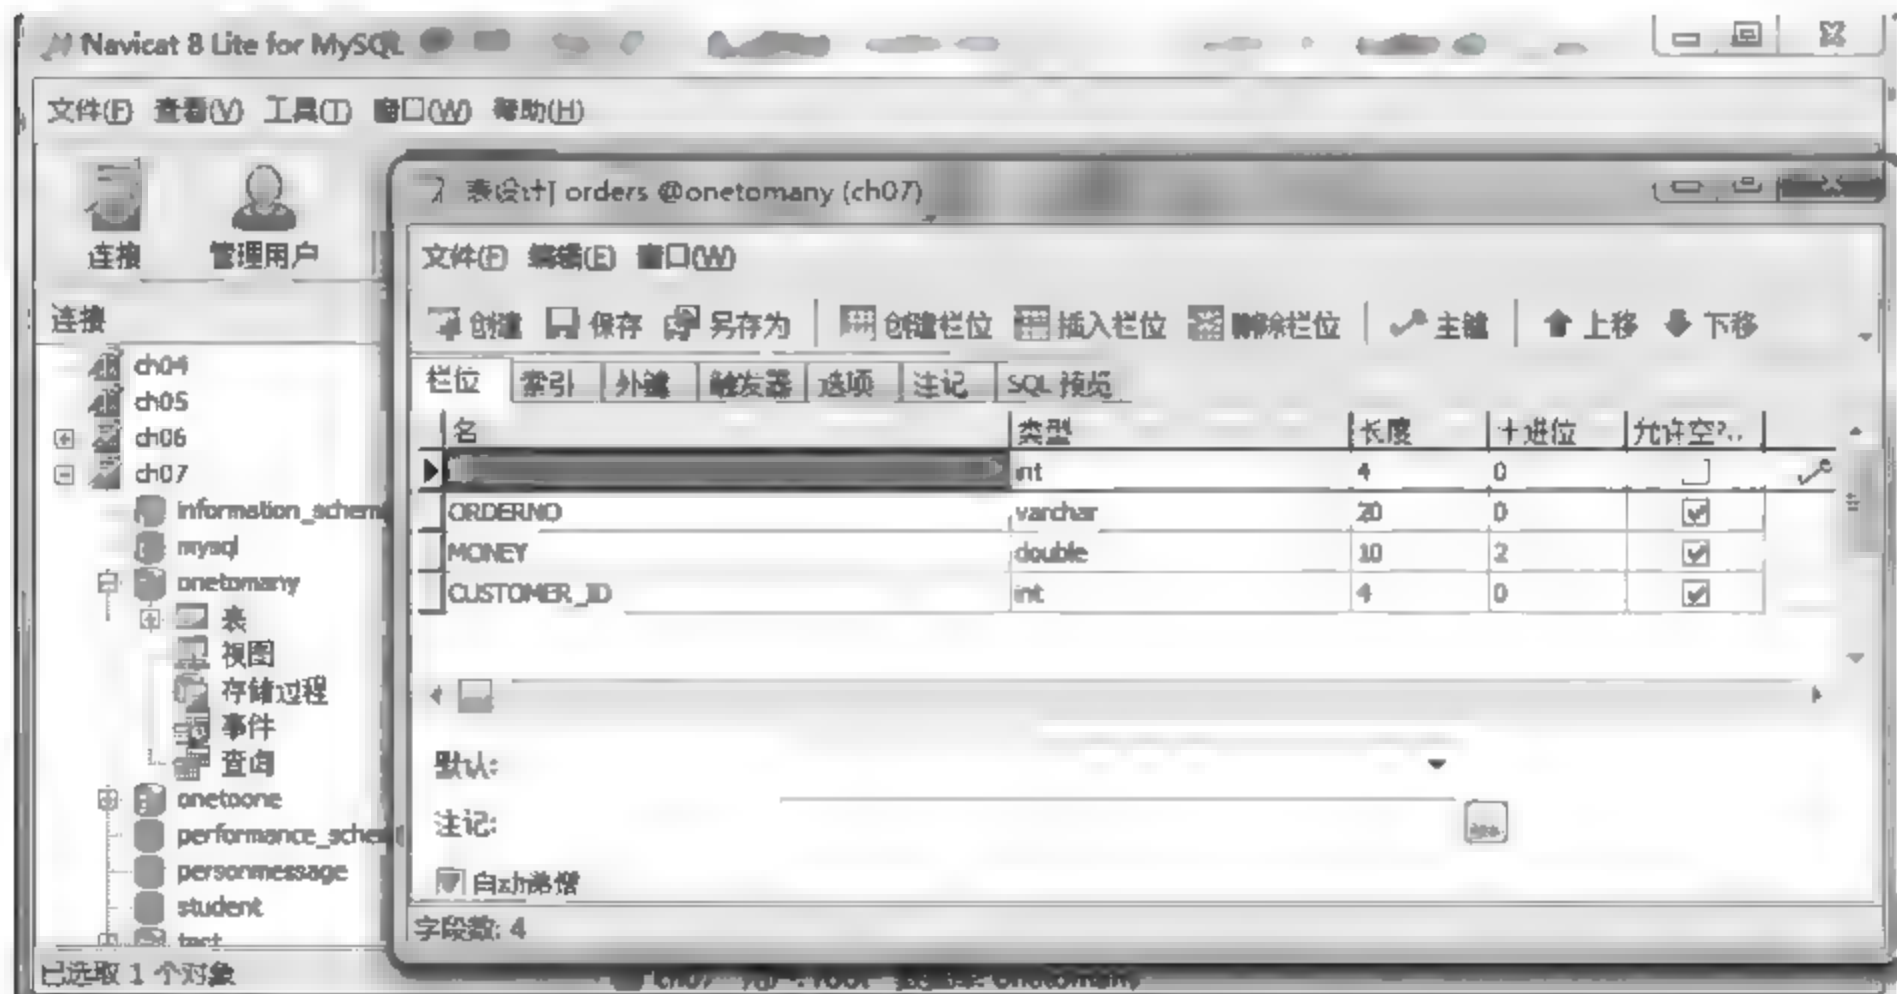 Navicat 8 Lite for MySQL
文件(F) 查看(V) 工具(T) 窗口(W) 帮助(H)
连接 管理用户
连接
ch04
ch05
ch06
ch07
information_schem
mysql
onetomany
表
视图
存储过程
事件
查询
onetoone
performance_sche
personmessage
student
test
已选取 1 个对象
表设计 orders @onetomany (ch07)
文件(F) 编辑(E) 窗口(W)
创建 保存 另存为 创建栏位 插入栏位 删除栏位 主键 上移 下移
栏位 索引 外键 触发器 选项 注记 SQL 预览
名 类型 长度 十进位 允许空?..
int 4 0
ORDERNO varchar 20 0
MONEY double 10 2
CUSTOMER_ID int 4 0
默认:
注记:
自动递增
字段数: 4
ch07 root onetomany